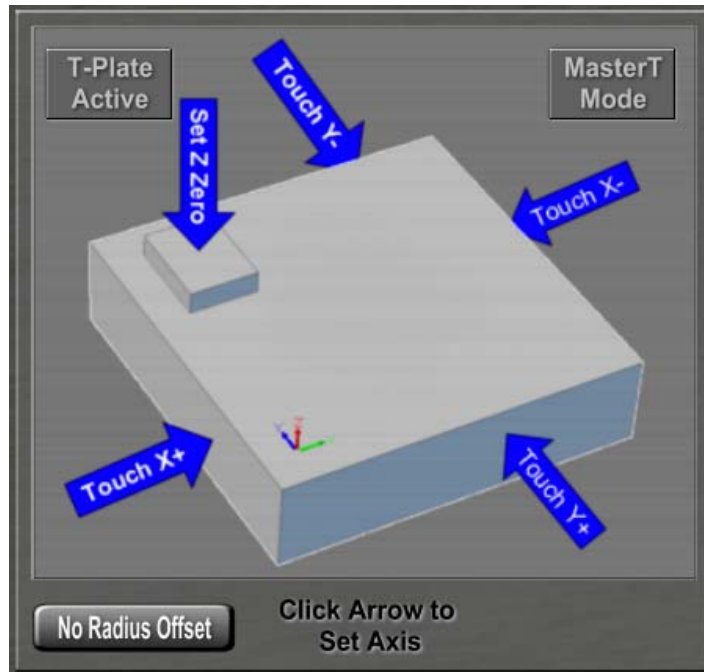 T-Plate
Active
MasterT
Mode
Touch Y-
Set Z Zero
Touch X-
Touch X+
Touch Y+
No Radius Offset
Click Arrow to
Set Axis